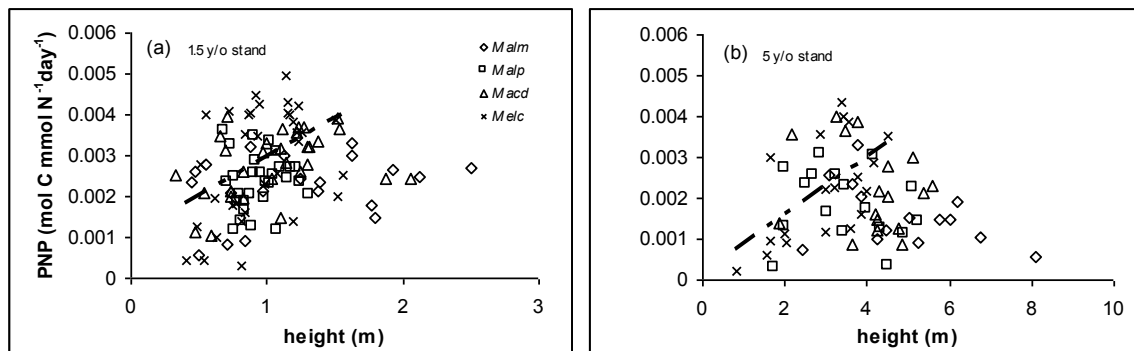 0.006
0.005
0.004
0.003
0.002
0.001
0
PNP (mol C mmol N⁻¹day⁻¹)
(a) 1.5 y/o stand
Malm
Malp
Macd
Melc
0 1 2 3
height (m)
0.006
0.005
0.004
0.003
0.002
0.001
0
(b) 5 y/o stand
0 2 4 6 8 10
height (m)